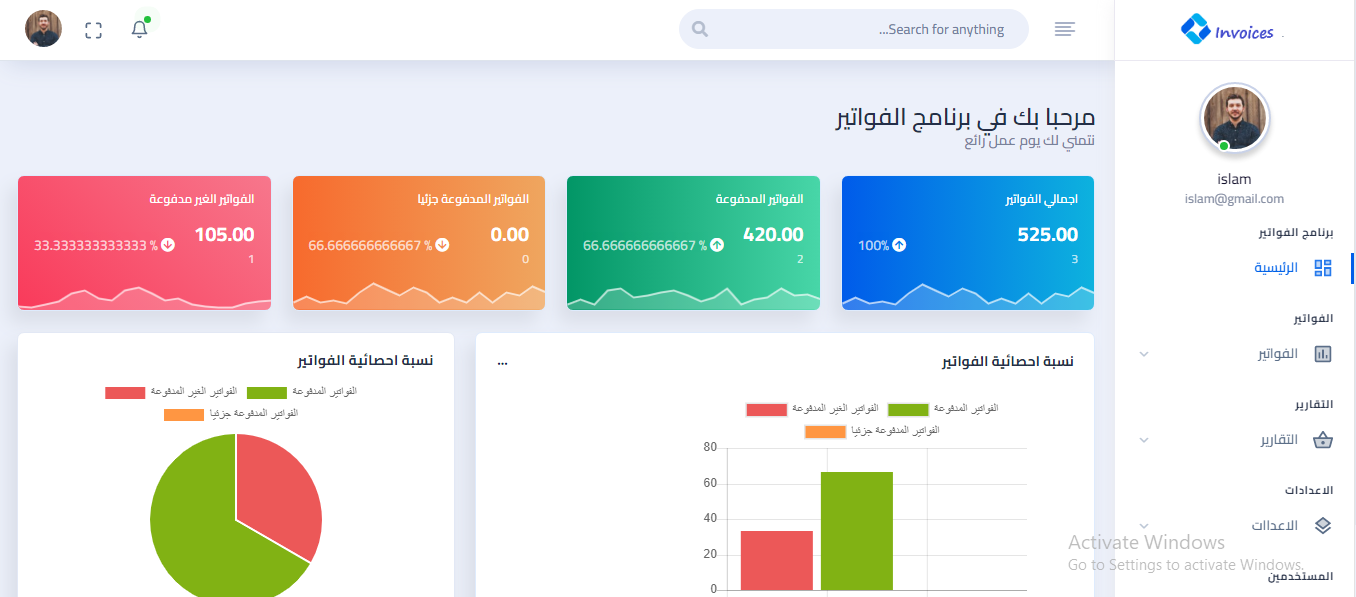 Invoices
Search for anything...
islam
islam@gmail.com
برنامج الفواتير
الرئيسية
الفواتير
الفواتير
التقارير
التقارير
الاعدادات
الاعداات
المستخدمين
مرحبا بك في برنامج الفواتير
نتمني لك يوم عمل رائع
اجمالي الفواتير
525.00
100%
3
الفواتير المدفوعة
420.00
66.666666666667 %
2
الفواتير المدفوعة جزئيا
0.00
66.666666666667 %
0
الفواتير الغير مدفوعة
105.00
33.333333333333 %
1
نسبة احصائية الفواتير
...
الفواتير المدفوعة
الفواتير الغير المدفوعة
الفواتير المدفوعة جزئيا
80
60
40
20
0
نسبة احصائية الفواتير
الفواتير المدفوعة
الفواتير الغير المدفوعة
الفواتير المدفوعة جزئيا
Activate Windows
Go to Settings to activate Windows.